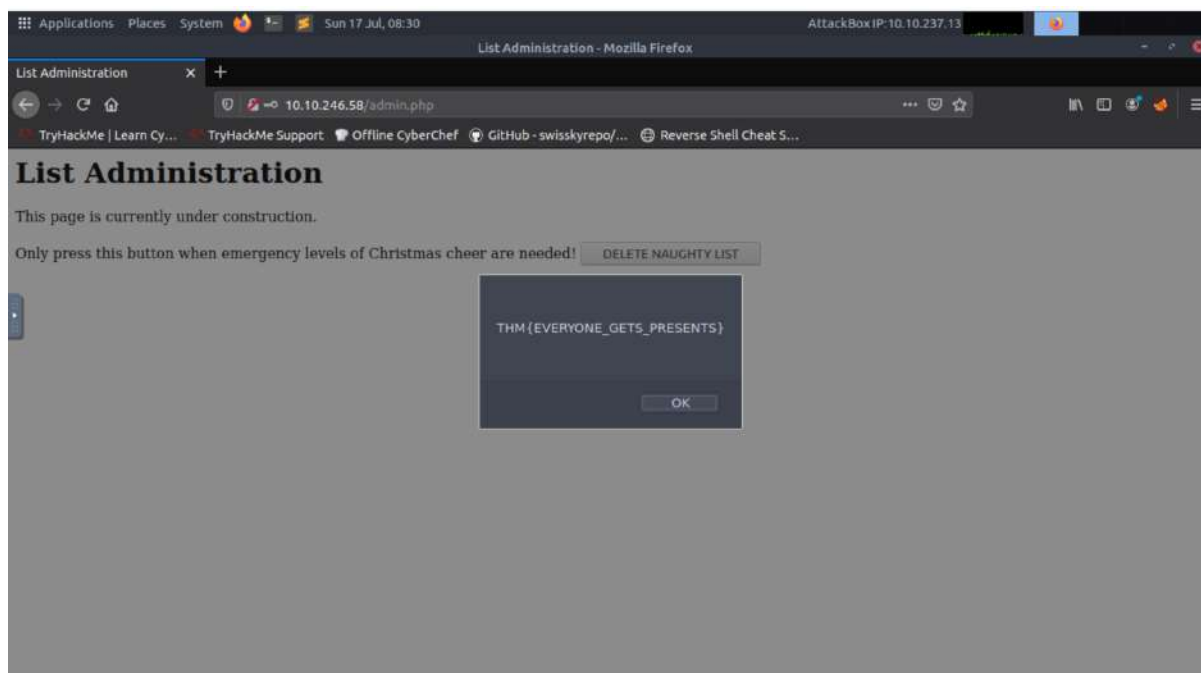 Applications Places System Sun 17 Jul, 08:30 AttackBox IP:10.10.237.13
List Administration - Mozilla Firefox
List Administration
10.10.246.58/admin.php
TryHackMe | Learn Cy... TryHackMe Support Offline CyberChef GitHub - swisskyrepo/... Reverse Shell Cheat S...
List Administration
This page is currently under construction.
Only press this button when emergency levels of Christmas cheer are needed! DELETE NAUGHTY LIST
THM{EVERYONE_GETS_PRESENTS}
OK